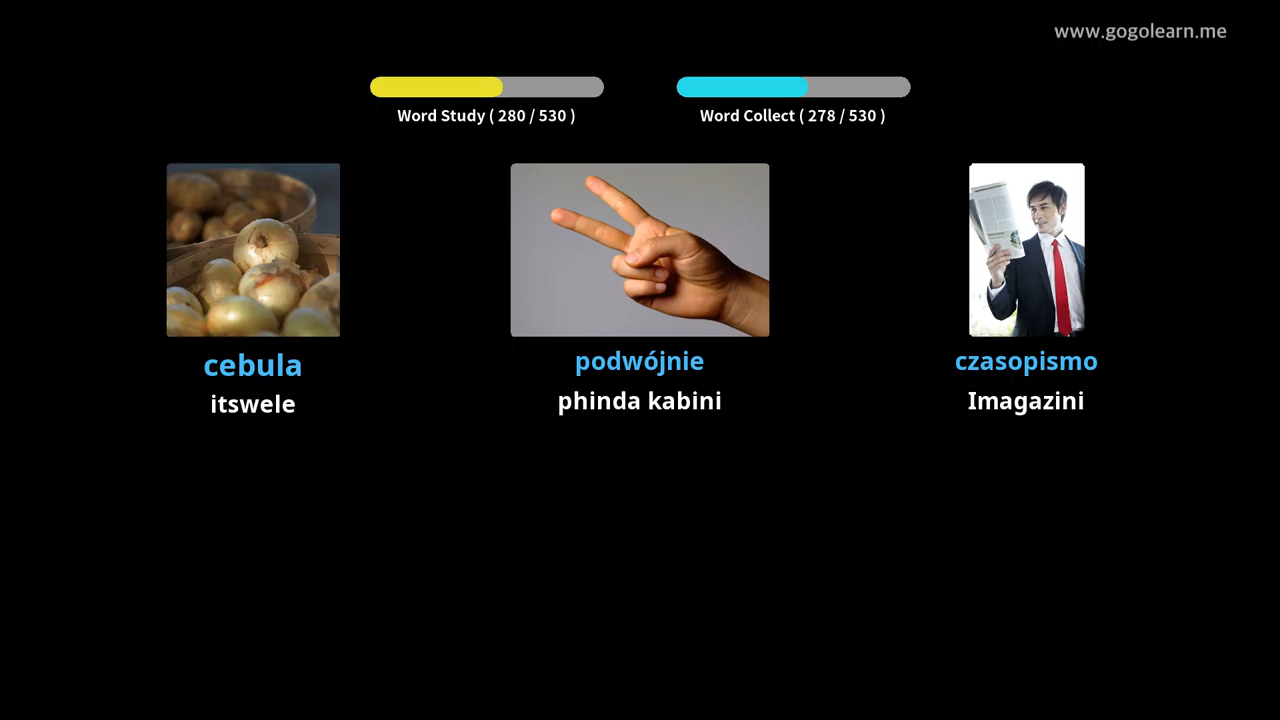 www.gogolearn.me
Word Study ( 280 / 530 )
Word Collect ( 278 / 530 )
cebula
itswele
podwójnie
phinda kabini
czasopismo
Imagazini